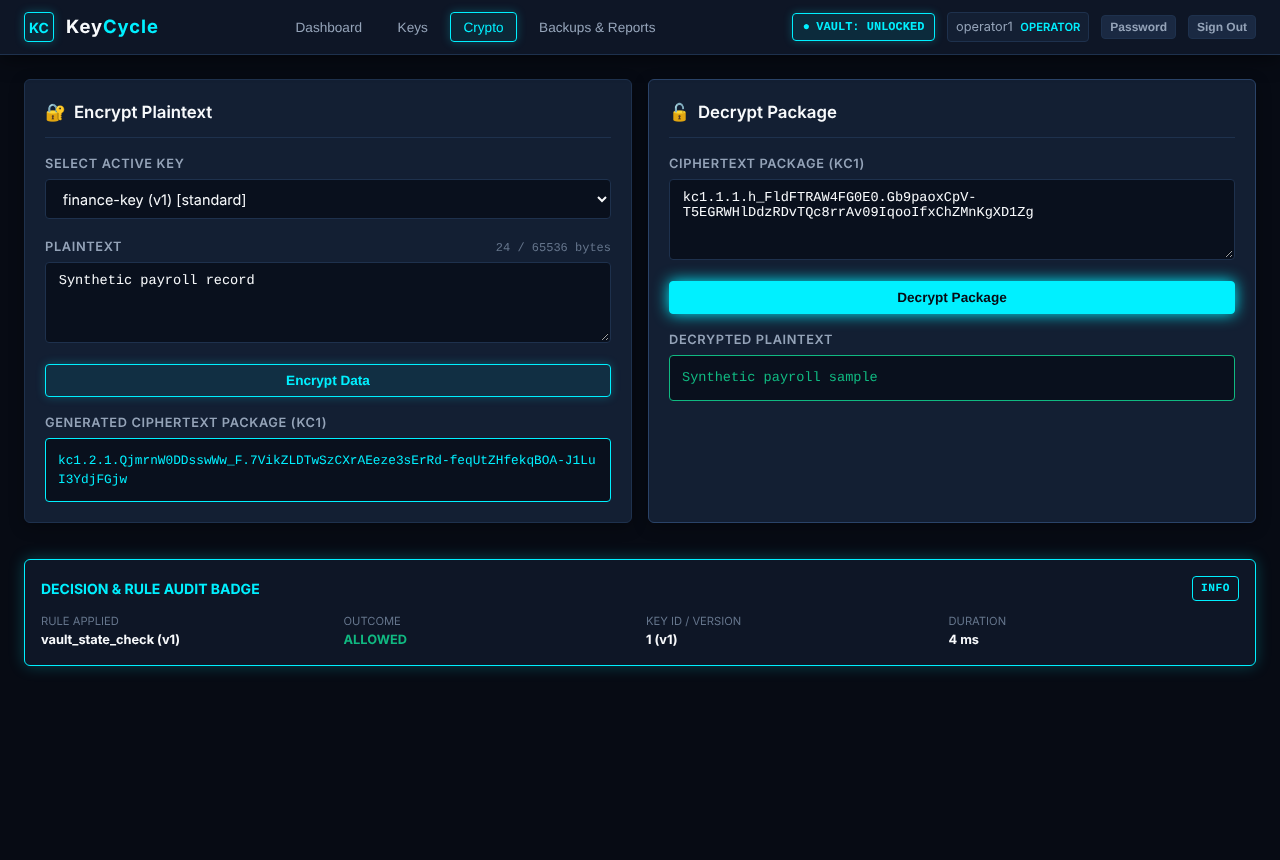 KC KeyCycle Dashboard Keys Crypto Backups & Reports ● VAULT: UNLOCKED operator1 OPERATOR Password Sign Out
🔐 Encrypt Plaintext
SELECT ACTIVE KEY
finance-key (v1) [standard]
PLAINTEXT 24 / 65536 bytes
Synthetic payroll record
Encrypt Data
GENERATED CIPHERTEXT PACKAGE (KC1)
kc1.2.1.QjmrnW0DDsswWw_F.7VikZLDTwSzCXrAEeze3sErRd-feqUtZHfekqBOA-J1Lu
I3YdjFGjw
🔓 Decrypt Package
CIPHERTEXT PACKAGE (KC1)
kc1.1.1.h_FldFTRAW4FG0E0.Gb9paoxCpV-
T5EGRWHlDdzRDvTQc8rrAv09IqooIfxChZMnKgXD1Zg
Decrypt Package
DECRYPTED PLAINTEXT
Synthetic payroll sample
DECISION & RULE AUDIT BADGE INFO
RULE APPLIED OUTCOME KEY ID / VERSION DURATION
vault_state_check (v1) ALLOWED 1 (v1) 4 ms